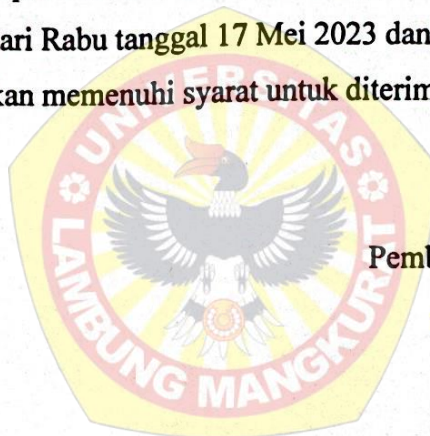 ari Rabu tanggal 17 Mei 2023 dan
kan memenuhi syarat untuk diterim
UNIVERSITAS
LAMBUNG MANGKURAT
Pemb